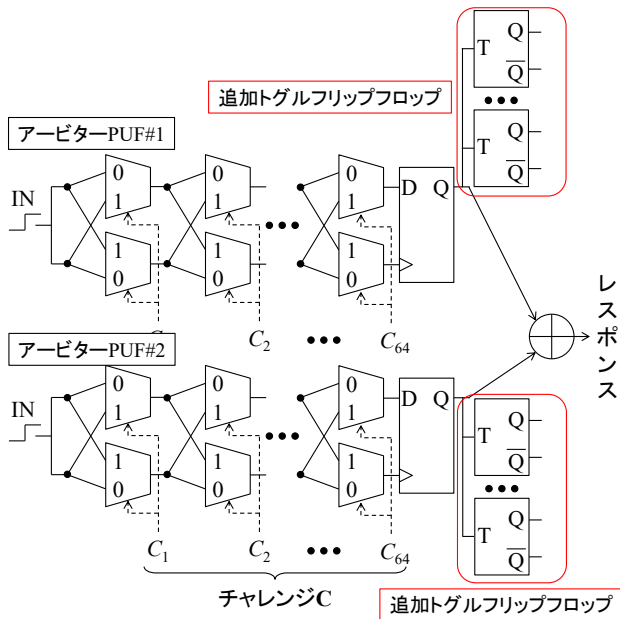 T Q
Q
追加トグルフリップフロップ
•••
T Q
Q
アービターPUF#1
IN
0 0 0
1 1 1
D Q
•••
1 1 1
0 0 0
C2 ••• C64
レスポンス
アービターPUF#2
IN
0 0 0
1 1 1
D Q
•••
1 1 1
0 0 0
T Q
Q
•••
T Q
Q
C1 C2 ••• C64
チャレンジC
追加トグルフリップフロップ